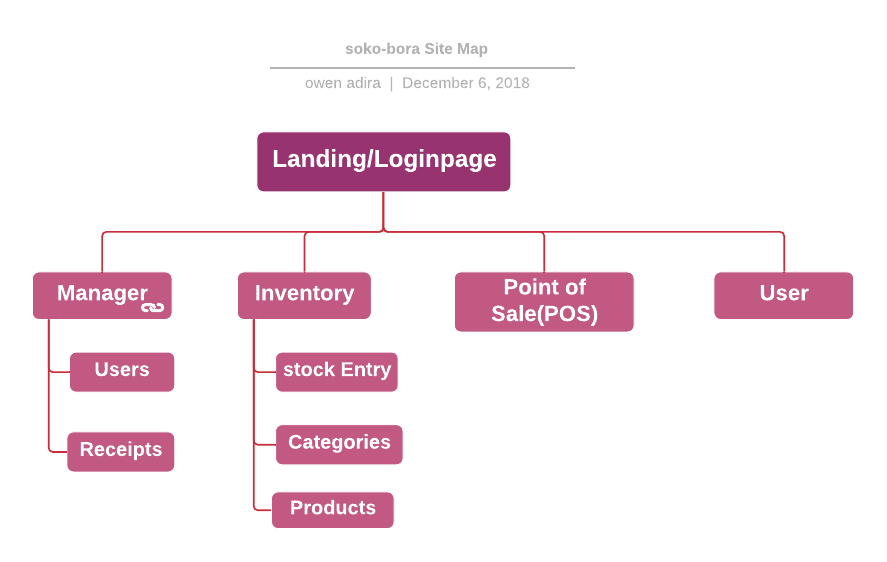 soko-bora Site Map
owen adira | December 6, 2018
Landing/Loginpage
Manager
Inventory
Point of
Sale(POS)
User
Users
stock Entry
Receipts
Categories
Products